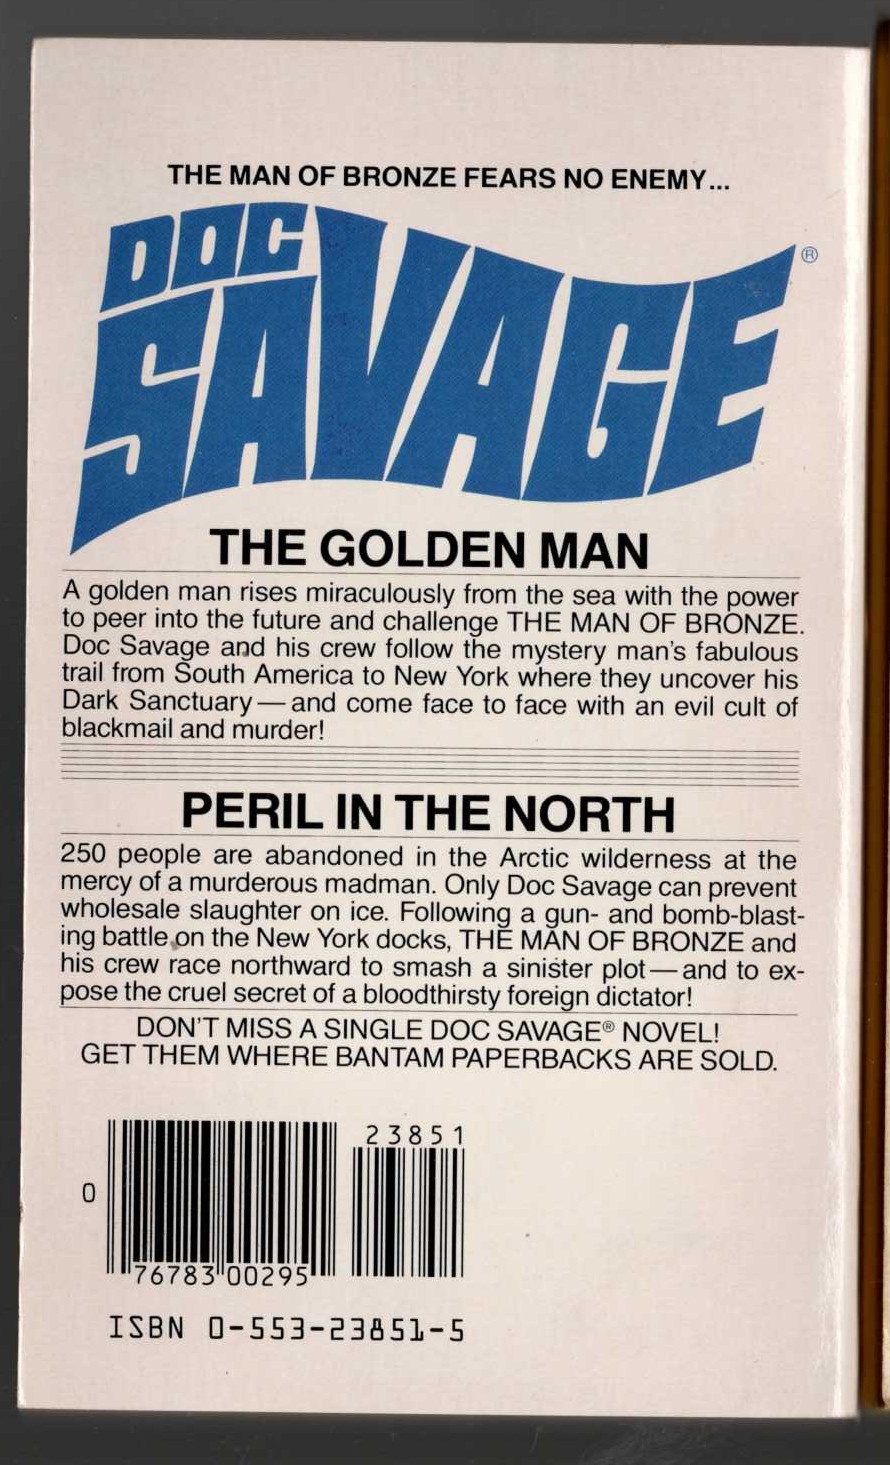 THE MAN OF BRONZE FEARS NO ENEMY...
DOC
SAVAGE®
THE GOLDEN MAN
A golden man rises miraculously from the sea with the power
to peer into the future and challenge THE MAN OF BRONZE.
Doc Savage and his crew follow the mystery man's fabulous
trail from South America to New York where they uncover his
Dark Sanctuary—and come face to face with an evil cult of
blackmail and murder!
PERIL IN THE NORTH
250 people are abandoned in the Arctic wilderness at the
mercy of a murderous madman. Only Doc Savage can prevent
wholesale slaughter on ice. Following a gun- and bomb-blast-
ing battle on the New York docks, THE MAN OF BRONZE and
his crew race northward to smash a sinister plot—and to ex-
pose the cruel secret of a bloodthirsty foreign dictator!
DON'T MISS A SINGLE DOC SAVAGE® NOVEL!
GET THEM WHERE BANTAM PAPERBACKS ARE SOLD.
23851
0
76783 00295
ISBN 0-553-23851-5